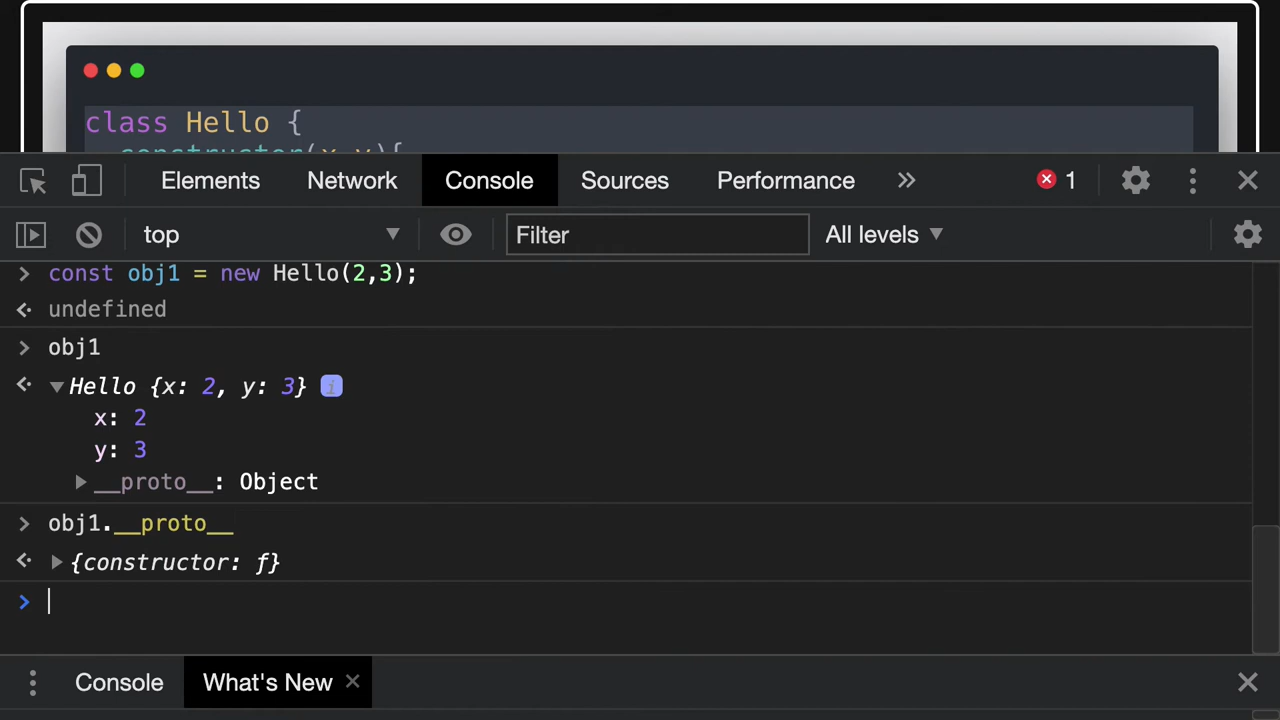 class Hello {
constructor(x,y){
Elements Network Console Sources Performance » 1
top Filter All levels
> const obj1 = new Hello(2,3);
undefined
> obj1
Hello {x: 2, y: 3} i
x: 2
y: 3
__proto__: Object
> obj1.__proto__
{constructor: ƒ}
>
Console What's New